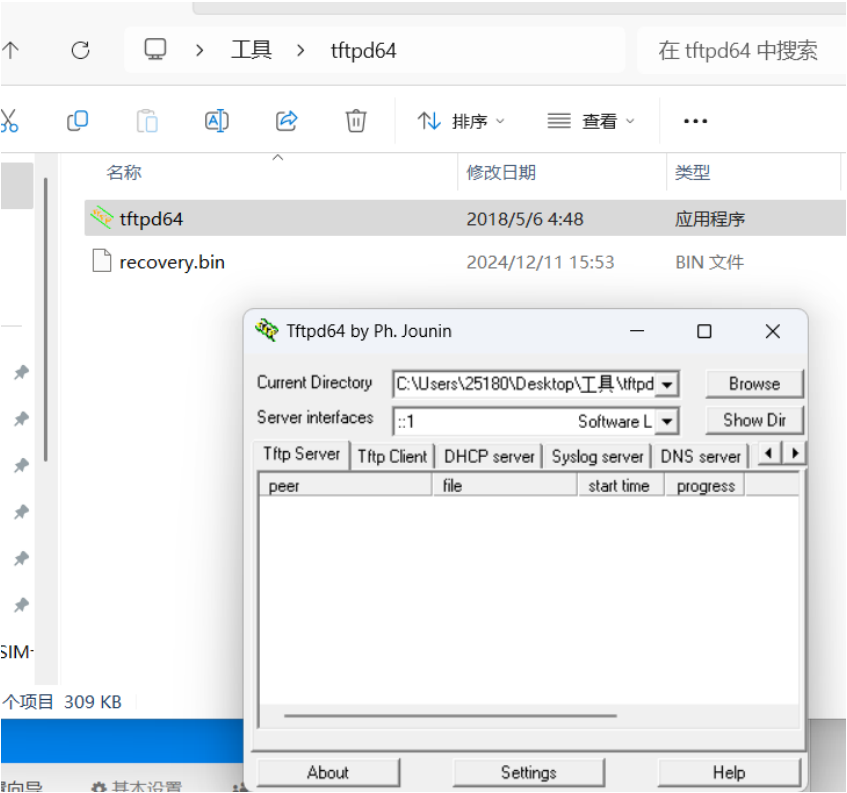 工具 tftpd64 在 tftpd64 中搜索
排序 查看
名称 修改日期 类型
tftpd64 2018/5/6 4:48 应用程序
recovery.bin 2024/12/11 15:53 BIN 文件
Tftpd64 by Ph. Jounin
Current Directory C:\Users\25180\Desktop\工具\tftpd Browse
Server interfaces ::1 Software L Show Dir
Tftp Server Tftp Client DHCP server Syslog server DNS server
peer file start time progress
SIM-
个项目 309 KB
About Settings Help
向导 基本设置